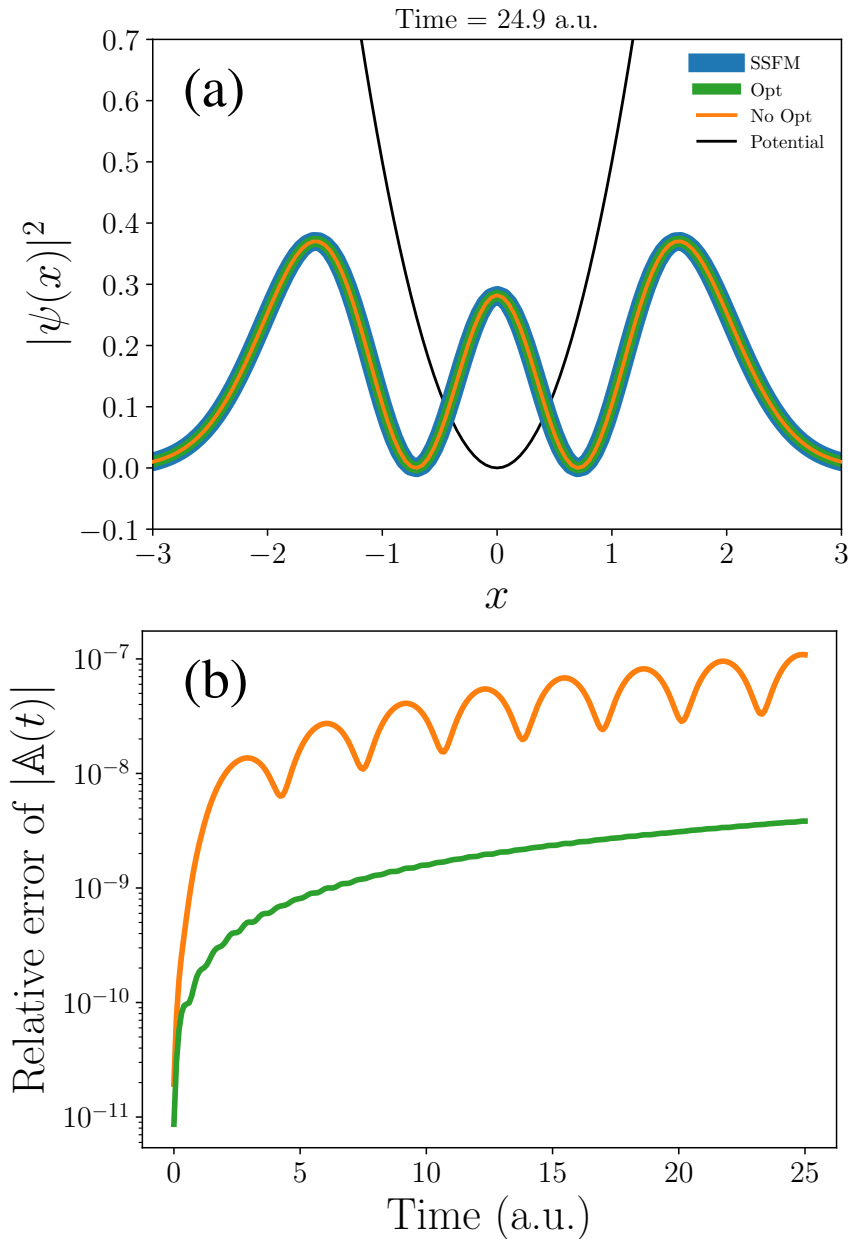 Time = 24.9 a.u.
(a)
SSFM
Opt
No Opt
Potential
0.7
0.6
0.5
0.4
0.3
0.2
0.1
0.0
−0.1
|ψ(x)|²
−3 −2 −1 0 1 2 3
x
(b)
10⁻⁷
10⁻⁸
10⁻⁹
10⁻¹⁰
10⁻¹¹
Relative error of |𝔸(t)|
0 5 10 15 20 25
Time (a.u.)